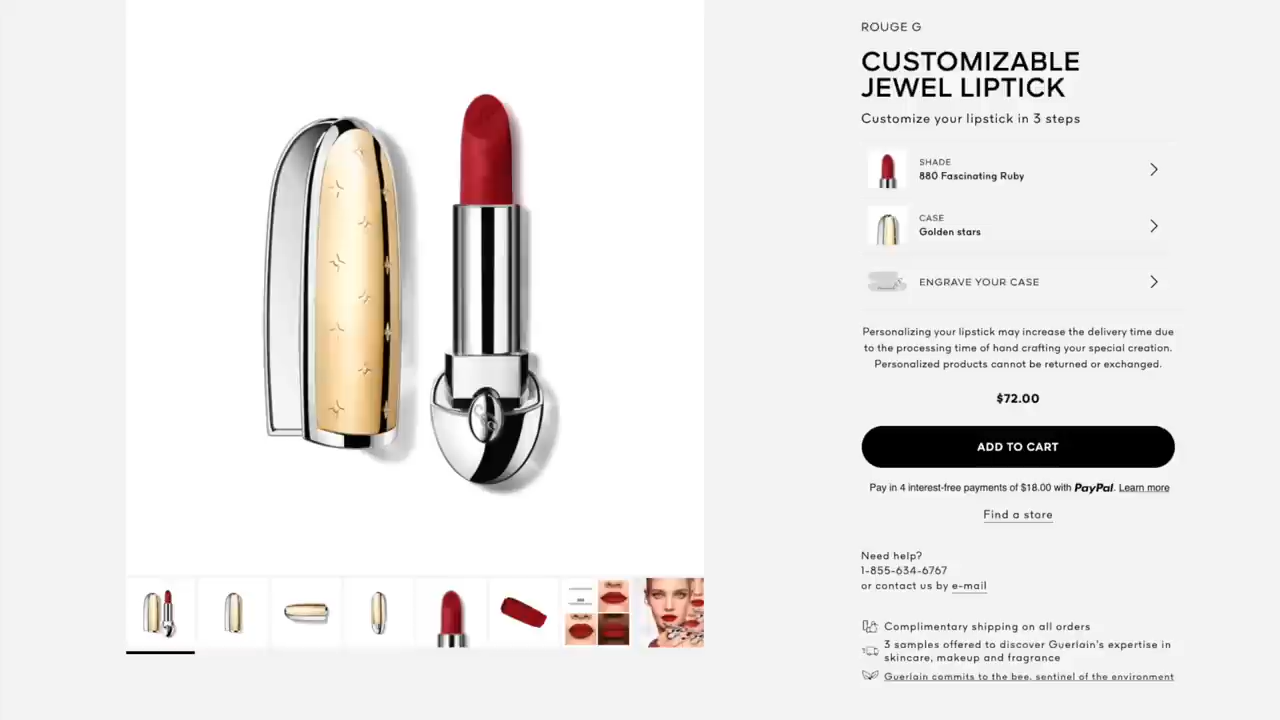 ROUGE G
CUSTOMIZABLE
JEWEL LIPTICK
Customize your lipstick in 3 steps
SHADE
880 Fascinating Ruby
CASE
Golden stars
ENGRAVE YOUR CASE
Personalizing your lipstick may increase the delivery time due
to the processing time of hand crafting your special creation.
Personalized products cannot be returned or exchanged.
$72.00
ADD TO CART
Pay in 4 interest-free payments of $18.00 with PayPal. Learn more
Find a store
Need help?
1-855-634-6767
or contact us by e-mail
Complimentary shipping on all orders
3 samples offered to discover Guerlain's expertise in
skincare, makeup and fragrance
Guerlain commits to the bee, sentinel of the environment